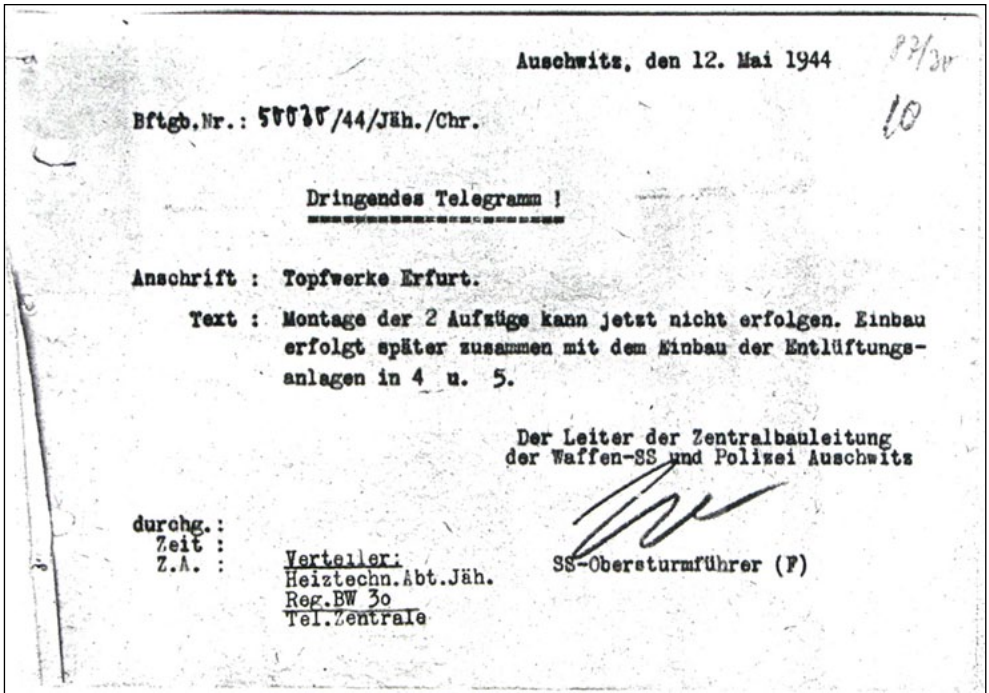 Auschwitz, den 12. Mai 1944
10
Bftgb.Nr.: /44/Jäh./Chr.
Dringendes Telegramm !
Anschrift : Topfwerke Erfurt.
Text : Montage der 2 Aufzüge kann jetzt nicht erfolgen. Einbau
erfolgt später zusammen mit dem Einbau der Entlüftungs-
anlagen in 4 u. 5.
Der Leiter der Zentralbauleitung
der Waffen-SS und Polizei Auschwitz
SS-Obersturmführer (F)
durchg.:
Zeit :
Z.A. :
Verteiler:
Heiztechn.Abt.Jäh.
Reg.BW 3o
Tel.Zentrale